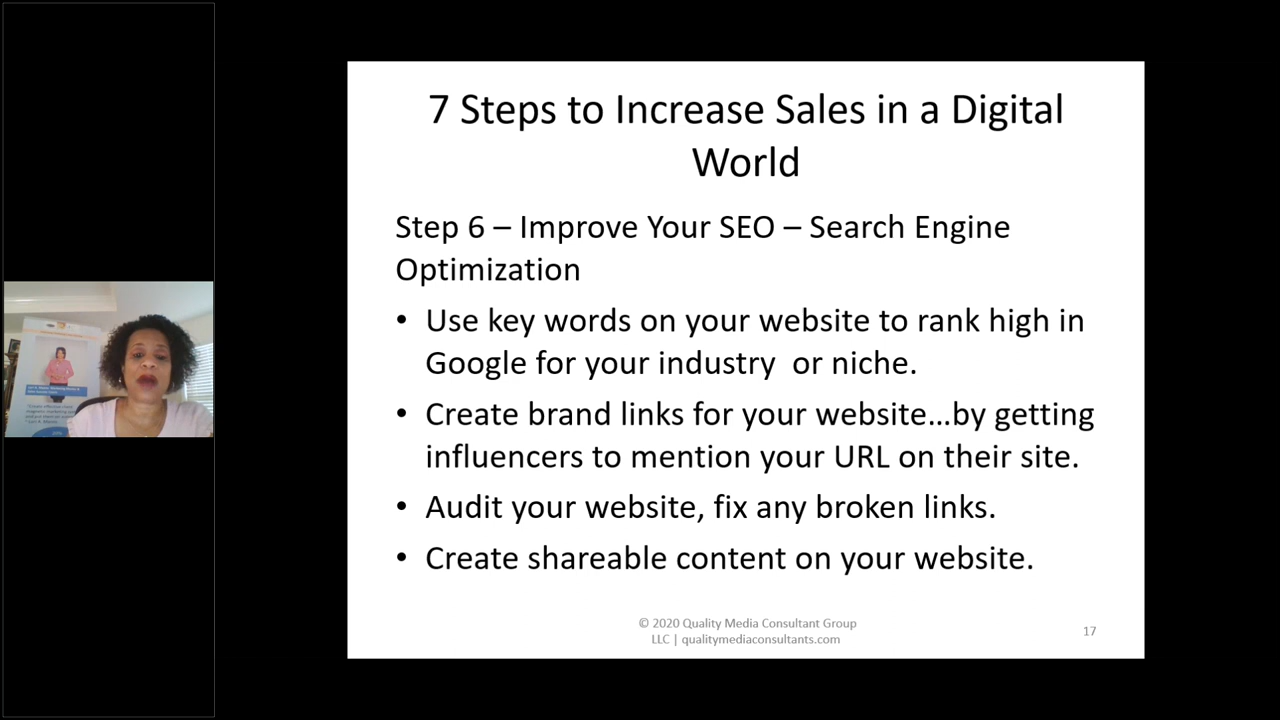 7 Steps to Increase Sales in a Digital
World
Step 6 – Improve Your SEO – Search Engine
Optimization
• Use key words on your website to rank high in
Google for your industry  or niche.
• Create brand links for your website…by getting
influencers to mention your URL on their site.
• Audit your website, fix any broken links.
• Create shareable content on your website.
© 2020 Quality Media Consultant Group
LLC | qualitymediaconsultants.com
17